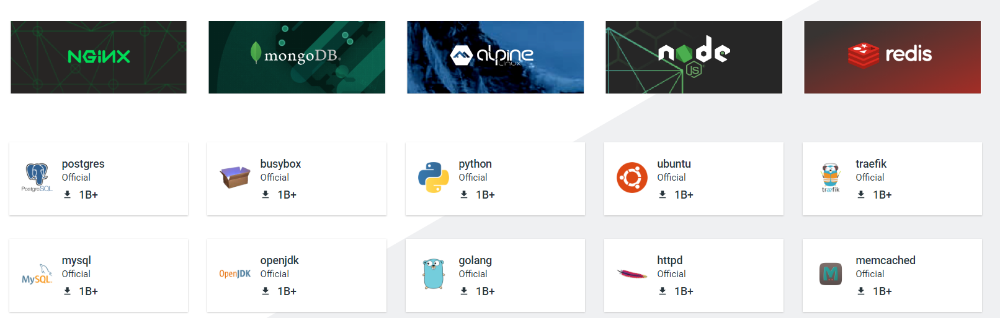 NGINX
mongoDB®
alpine
Linux
node
JS
redis
postgres
Official
PostgreSQL
1B+
busybox
Official
1B+
python
Official
1B+
ubuntu
Official
1B+
traefik
Official
træfik
1B+
mysql
Official
MySQL
1B+
openjdk
Official
OpenJDK
1B+
golang
Official
1B+
httpd
Official
1B+
memcached
Official
M
1B+